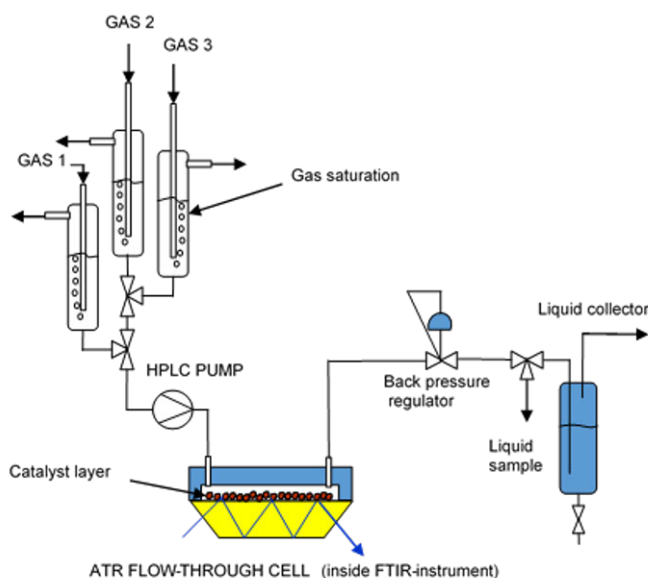 GAS 2
GAS 3
GAS 1
Gas saturation
Liquid collector
HPLC PUMP
Back pressure
regulator
Liquid
sample
Catalyst layer
ATR FLOW-THROUGH CELL (inside FTIR-instrument)